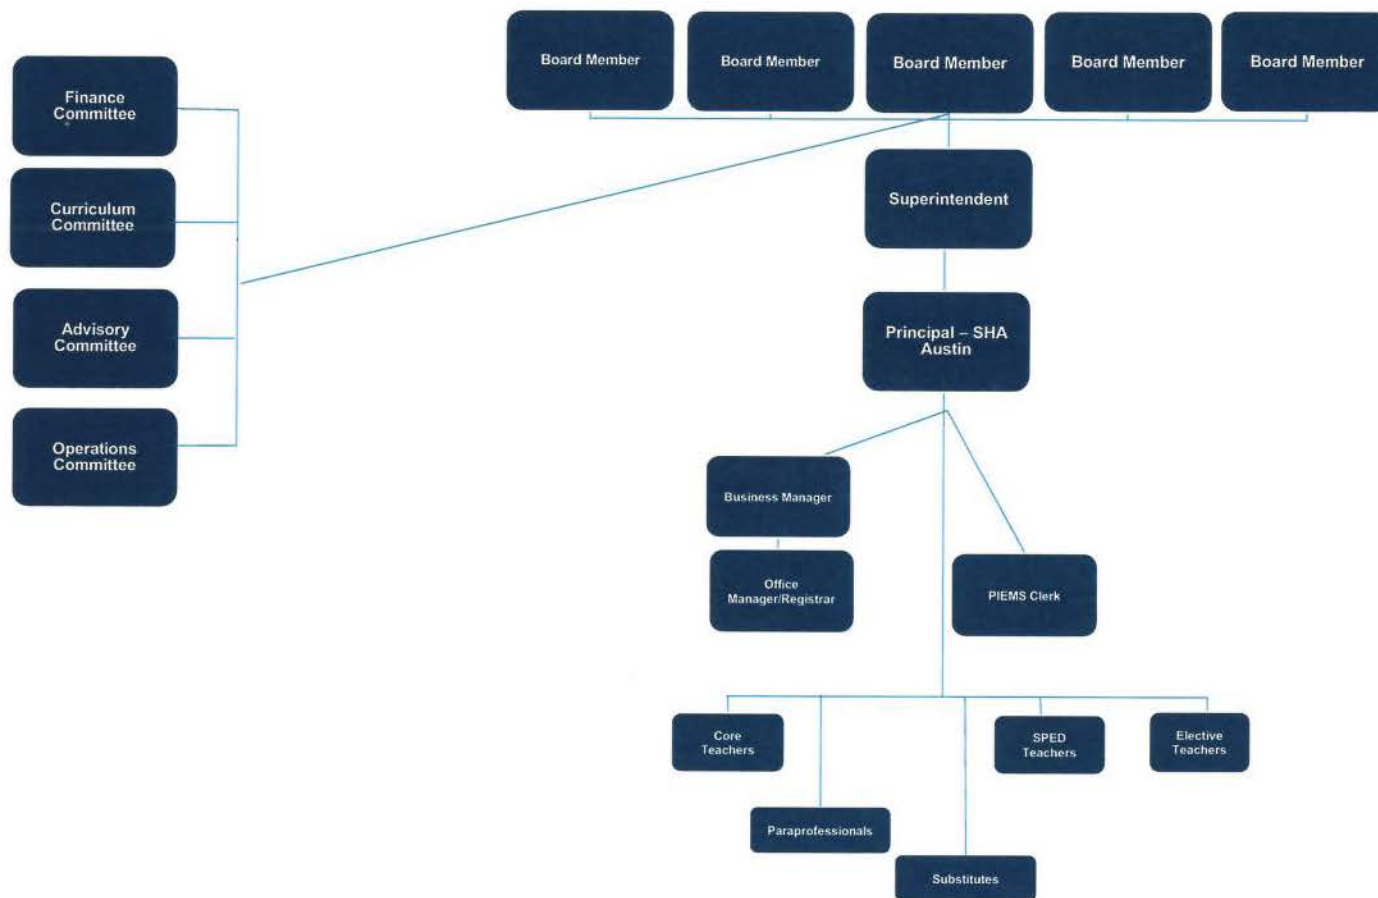 Board Member
Board Member
Board Member
Board Member
Board Member
Finance
Committee
Curriculum
Committee
Advisory
Committee
Operations
Committee
Superintendent
Principal – SHA
Austin
Business Manager
Office
Manager/Registrar
PIEMS Clerk
Core
Teachers
SPED
Teachers
Elective
Teachers
Paraprofessionals
Substitutes